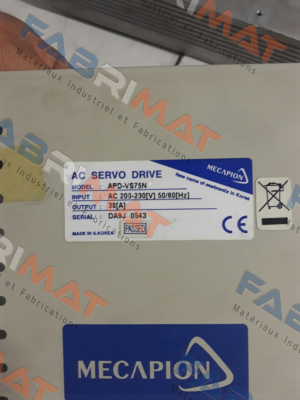 FABRIMAT
Matériaux Industriel et Fabrication
MECAPION
New name of metronix in Korea
AC SERVO DRIVE
MODEL : APD-VS75N
INPUT : AC 200-230[V] 50/60[Hz]
OUTPUT : 38[A]
SERIAL : DA9J 0543
MADE IN S.KOREA
PASSED
CE
MECAPION